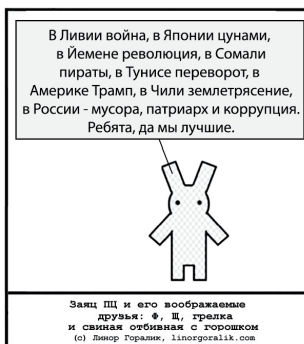 В Ливии война, в Японии цунами,
в Йемене революция, в Сомали
пираты, в Тунисе переворот, в
Америке Трамп, в Чили землетрясение,
в России - мусора, патриарх и коррупция.
Ребята, да мы лучшие.
Заяц ПЦ и его воображаемые
друзья: Ф, Щ, грелка
и свиная отбивная с горошком
(c) Линор Горалик, linorgoralik.com